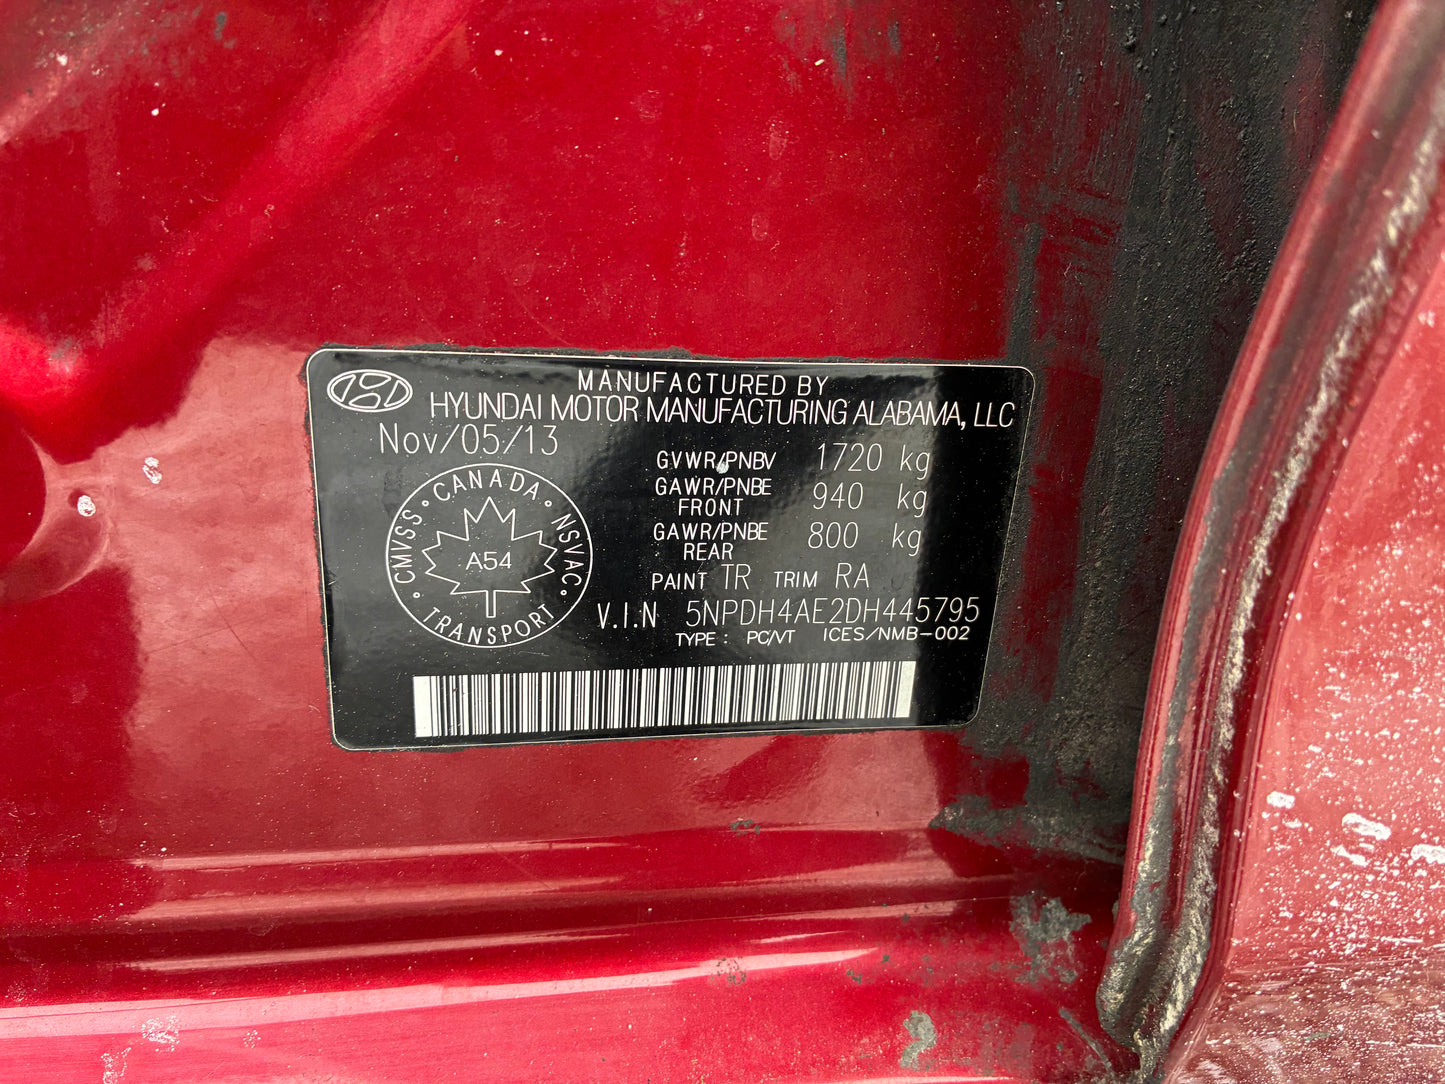 MANUFACTURED BY
HYUNDAI MOTOR MANUFACTURING ALABAMA, LLC
Nov/05/13
GVWR/PNBV 1720 kg
GAWR/PNBE FRONT 940 kg
GAWR/PNBE REAR 800 kg
PAINT TR TRIM RA
V.I.N 5NPDH4AE2DH445795
TYPE : PC/VT ICES/NMB-002
CANADA · NSVAC · TRANSPORT · CMVSS ·
A54